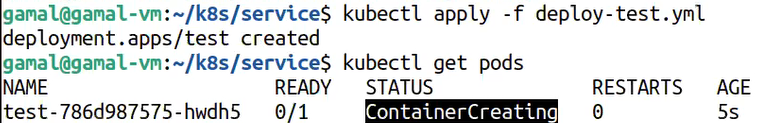 gamal@gamal-vm:~/k8s/service$ kubectl apply -f deploy-test.yml
deployment.apps/test created
gamal@gamal-vm:~/k8s/service$ kubectl get pods
NAME READY STATUS RESTARTS AGE
test-786d987575-hwdh5 0/1 ContainerCreating 0 5s